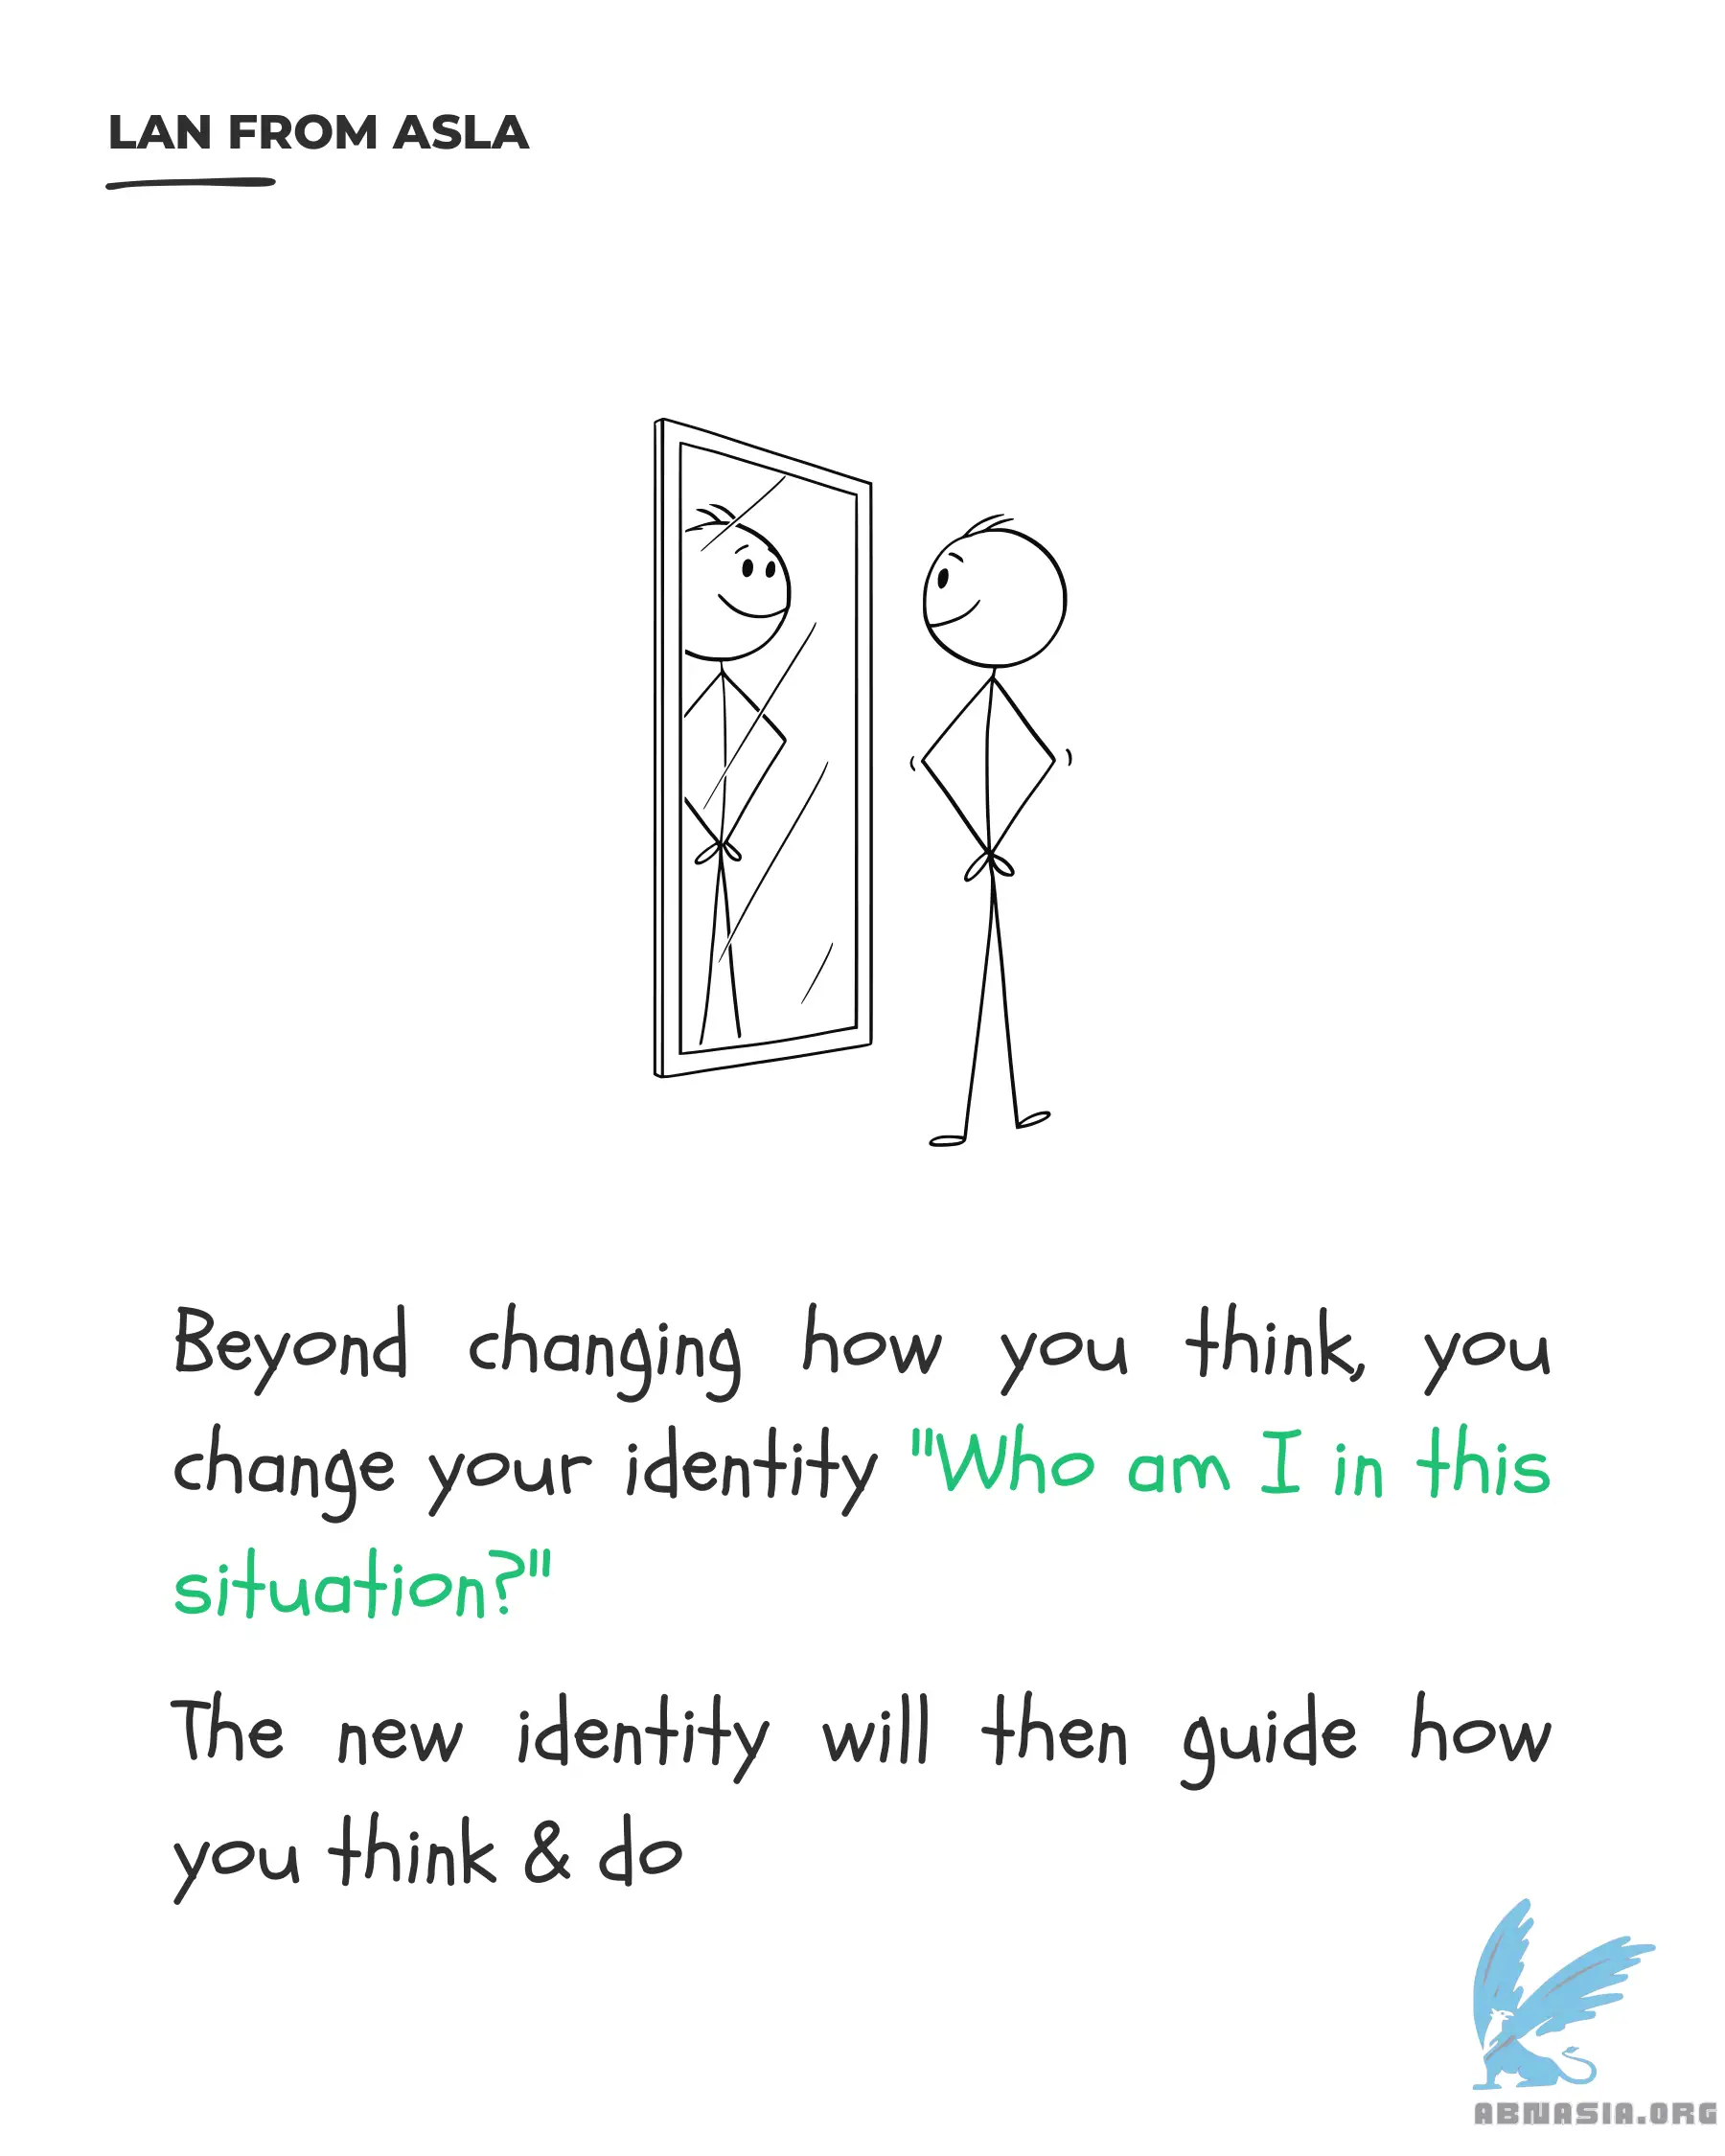 LAN FROM ASLA
Beyond changing how you think, you
change your identity "Who am I in this
situation?"
The new identity will then guide how
you think & do
ABNASIA.ORG